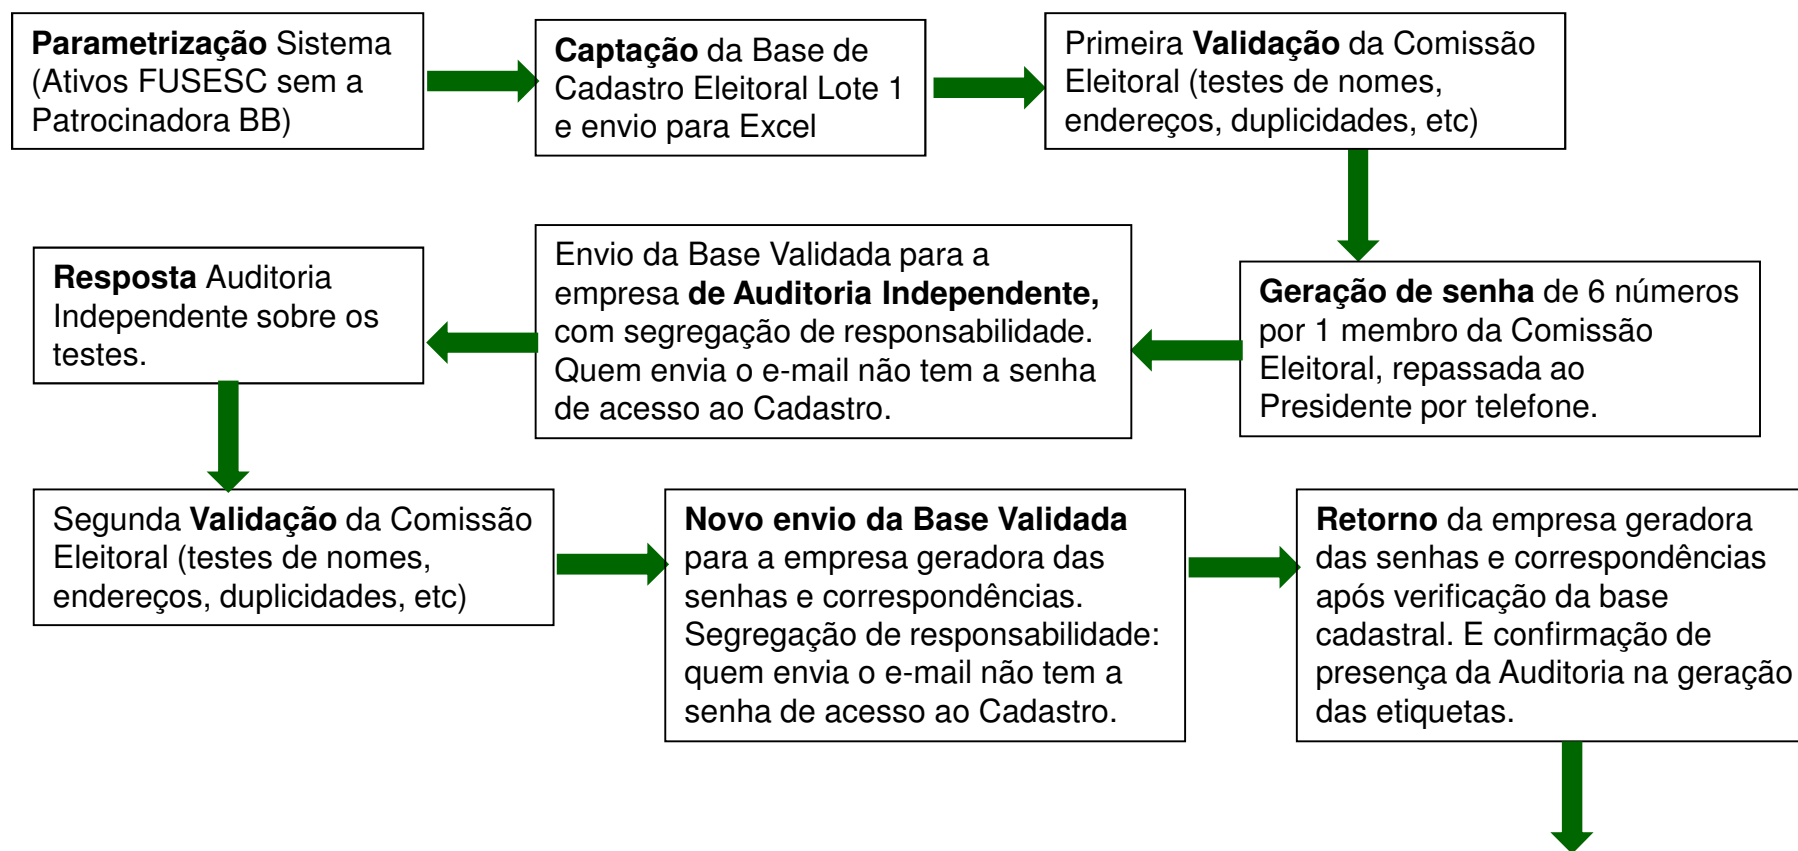 Parametrização Sistema
(Ativos FUSESC sem a
Patrocinadora BB)
Captação da Base de
Cadastro Eleitoral Lote 1
e envio para Excel
Primeira Validação da Comissão
Eleitoral (testes de nomes,
endereços, duplicidades, etc)
Geração de senha de 6 números
por 1 membro da Comissão
Eleitoral, repassada ao
Presidente por telefone.
Envio da Base Validada para a
empresa de Auditoria Independente,
com segregação de responsabilidade.
Quem envia o e-mail não tem a senha
de acesso ao Cadastro.
Resposta Auditoria
Independente sobre os
testes.
Segunda Validação da Comissão
Eleitoral (testes de nomes,
endereços, duplicidades, etc)
Novo envio da Base Validada
para a empresa geradora das
senhas e correspondências.
Segregação de responsabilidade:
quem envia o e-mail não tem a
senha de acesso ao Cadastro.
Retorno da empresa geradora
das senhas e correspondências
após verificação da base
cadastral. E confirmação de
presença da Auditoria na geração
das etiquetas.